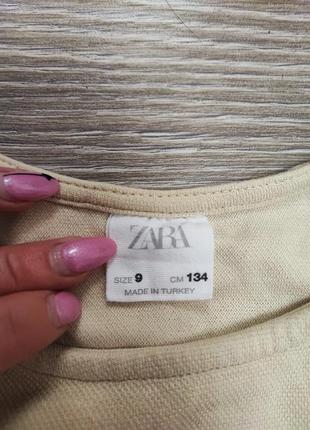 ZARA
SIZE 9 CM 134
MADE IN TURKEY